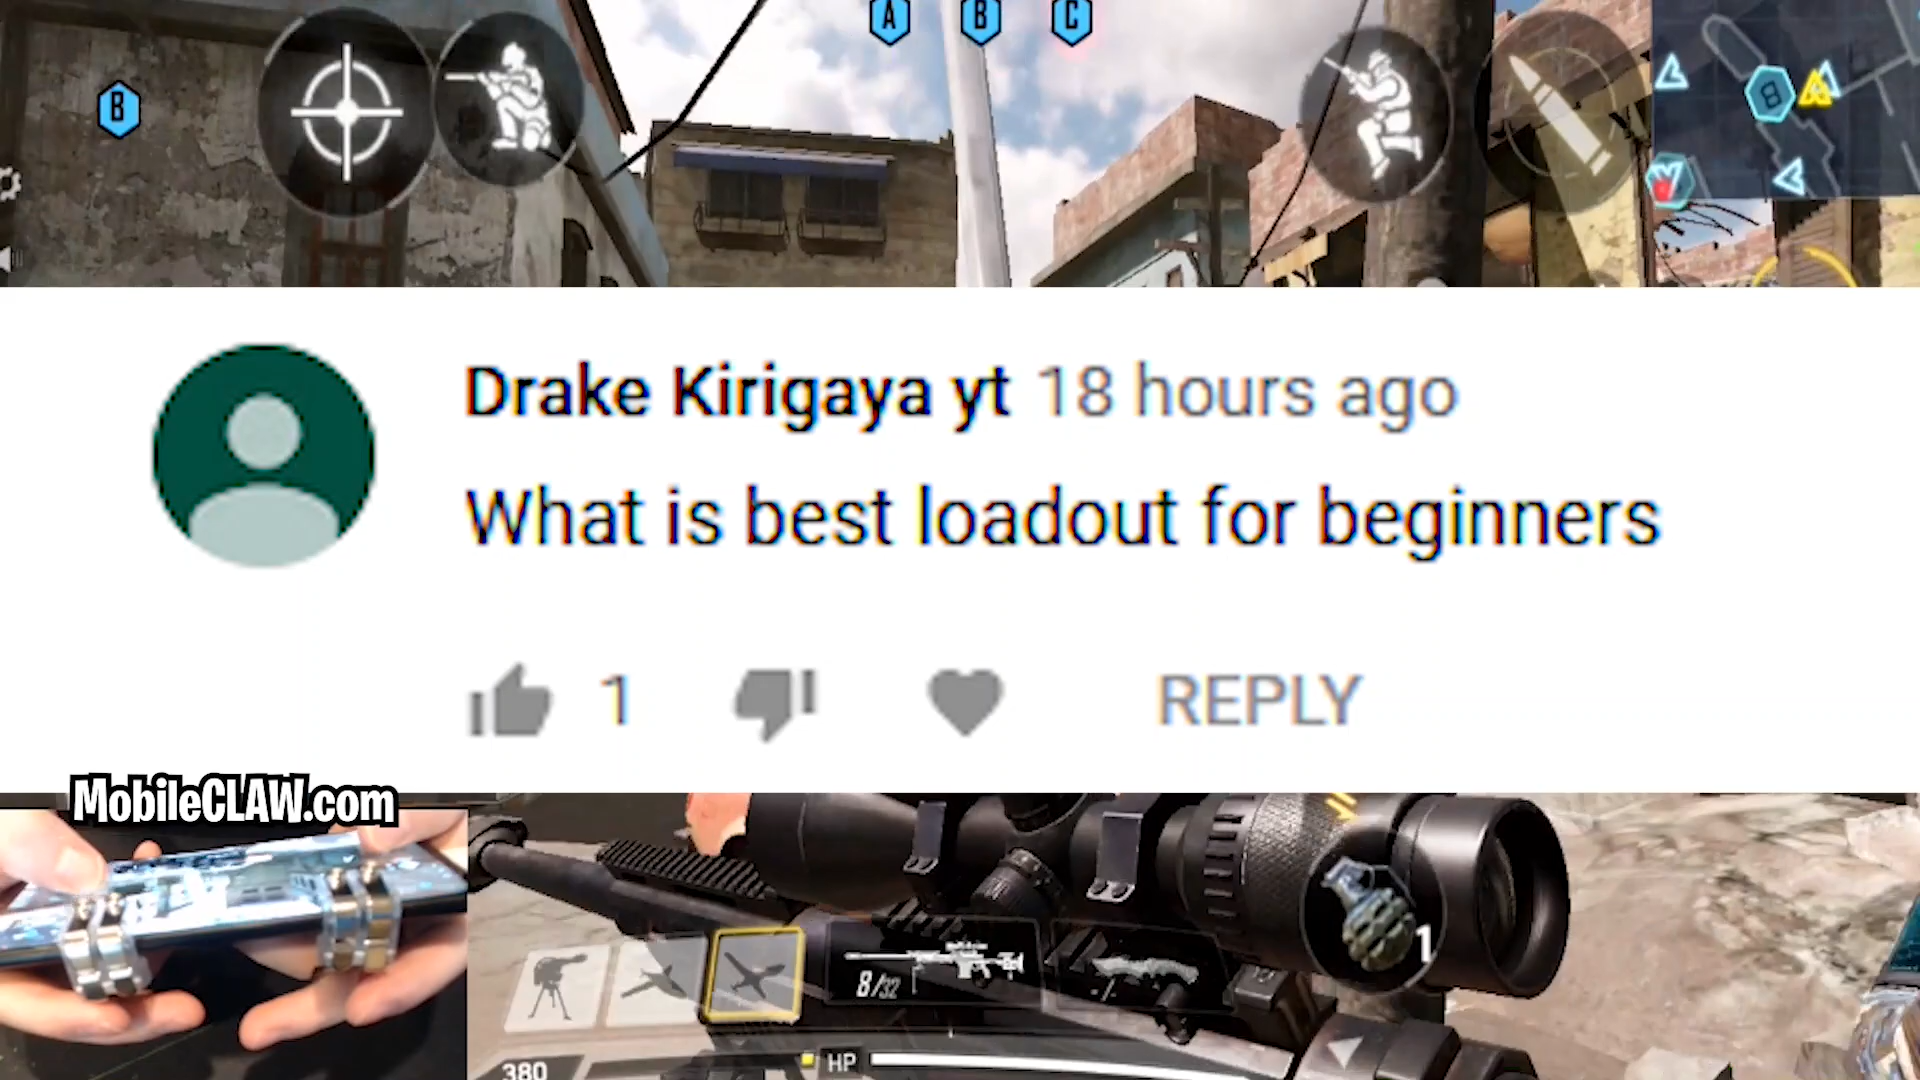 A B C
B
B
Drake Kirigaya yt 18 hours ago
What is best loadout for beginners
1
REPLY
MobileCLAW.com
1
8/32
-/-
380
HP